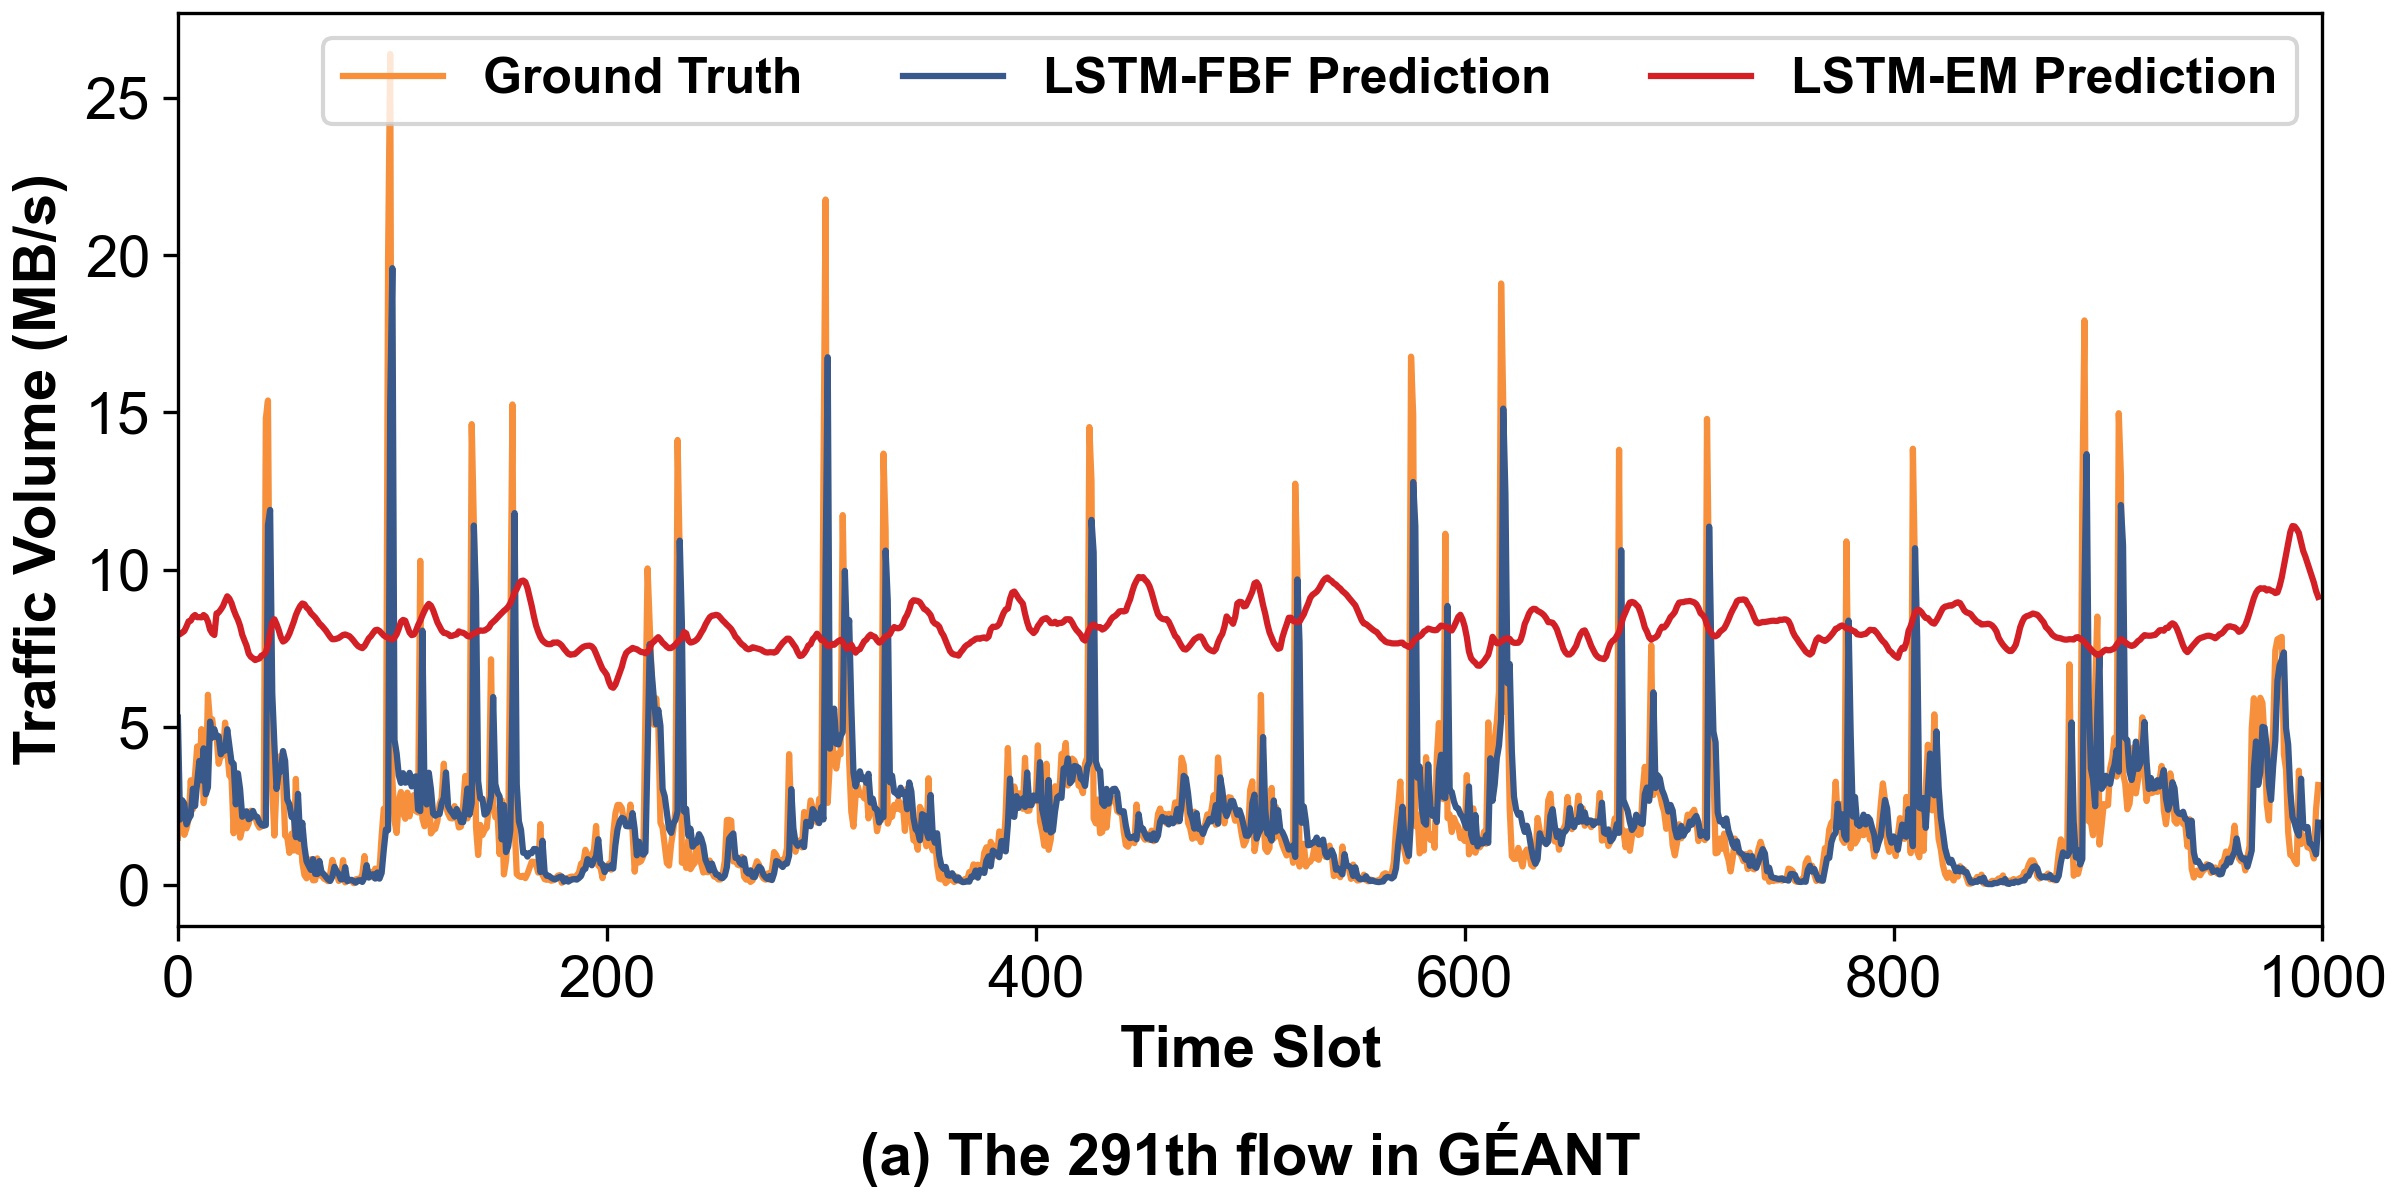 Ground Truth LSTM-FBF Prediction LSTM-EM Prediction
Traffic Volume (MB/s)
25
20
15
10
5
0
0 200 400 600 800 1000
Time Slot
(a) The 291th flow in GÉANT